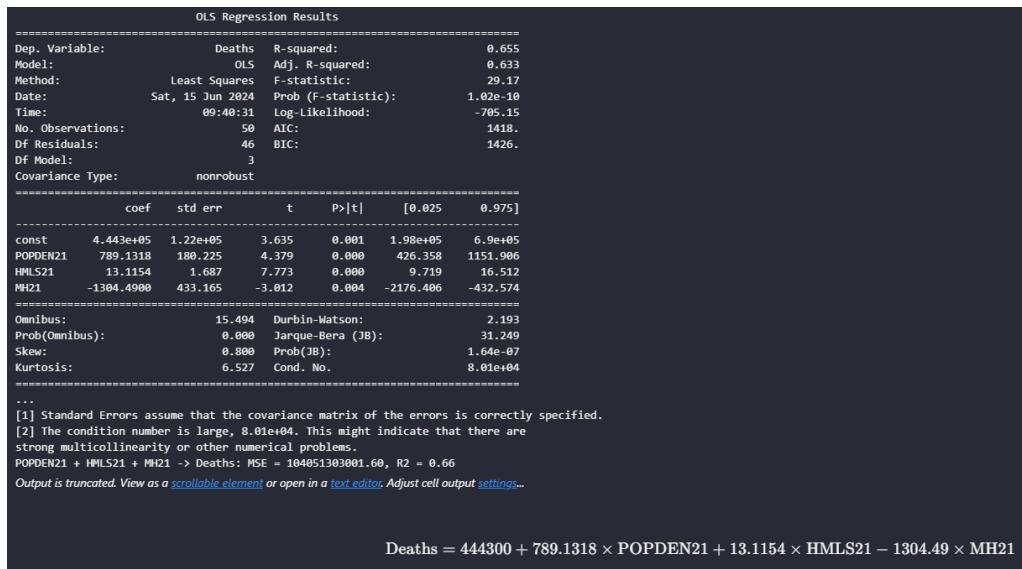 OLS Regression Results
==============================================================================
Dep. Variable: Deaths R-squared: 0.655
Model: OLS Adj. R-squared: 0.633
Method: Least Squares F-statistic: 29.17
Date: Sat, 15 Jun 2024 Prob (F-statistic): 1.02e-10
Time: 09:40:31 Log-Likelihood: -705.15
No. Observations: 50 AIC: 1418.
Df Residuals: 46 BIC: 1426.
Df Model: 3
Covariance Type: nonrobust
==============================================================================
coef std err t P>|t| [0.025 0.975]
------------------------------------------------------------------------------
const 4.443e+05 1.22e+05 3.635 0.001 1.98e+05 6.9e+05
POPDEN21 789.1318 180.225 4.379 0.000 426.358 1151.906
HMLS21 13.1154 1.687 7.773 0.000 9.719 16.512
MH21 -1304.4900 433.165 -3.012 0.004 -2176.406 -432.574
==============================================================================
Omnibus: 15.494 Durbin-Watson: 2.193
Prob(Omnibus): 0.000 Jarque-Bera (JB): 31.249
Skew: 0.800 Prob(JB): 1.64e-07
Kurtosis: 6.527 Cond. No. 8.01e+04
==============================================================================
...
[1] Standard Errors assume that the covariance matrix of the errors is correctly specified.
[2] The condition number is large, 8.01e+04. This might indicate that there are
strong multicollinearity or other numerical problems.
POPDEN21 + HMLS21 + MH21 -> Deaths: MSE = 104051303001.60, R2 = 0.66
Output is truncated. View as a scrollable element or open in a text editor. Adjust cell output settings...
Deaths = 444300 + 789.1318 × POPDEN21 + 13.1154 × HMLS21 − 1304.49 × MH21